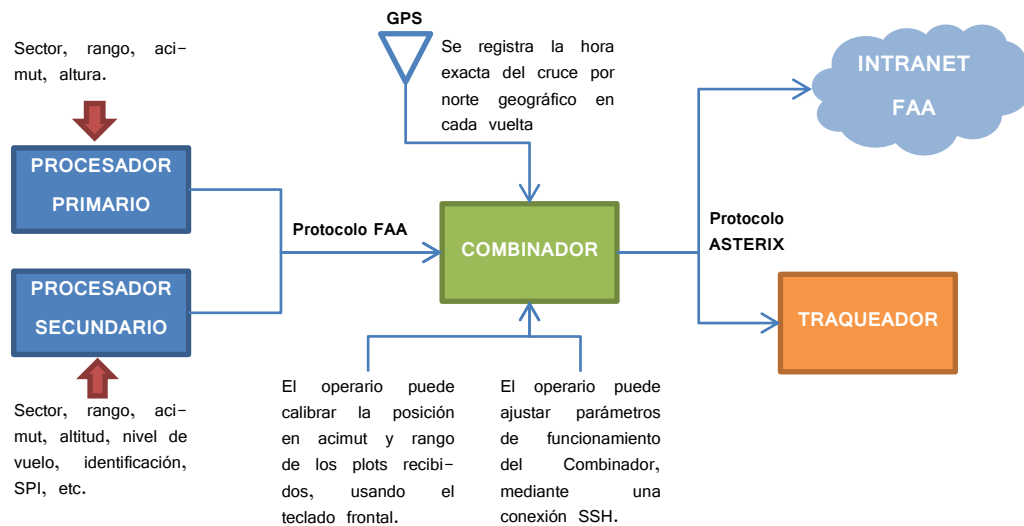 Sector, rango, aci-
mut, altura.
PROCESADOR
PRIMARIO
PROCESADOR
SECUNDARIO
Sector, rango, aci-
mut, altitud, nivel de
vuelo, identificación,
SPI, etc.
Protocolo FAA
GPS
Se registra la hora
exacta del cruce por
norte geográfico en
cada vuelta
COMBINADOR
El operario puede
calibrar la posición
en acimut y rango
de los plots recibi-
dos, usando el
teclado frontal.
El operario puede
ajustar parámetros
de funcionamiento
del Combinador,
mediante una
conexión SSH.
Protocolo
ASTERIX
INTRANET
FAA
TRAQUEADOR